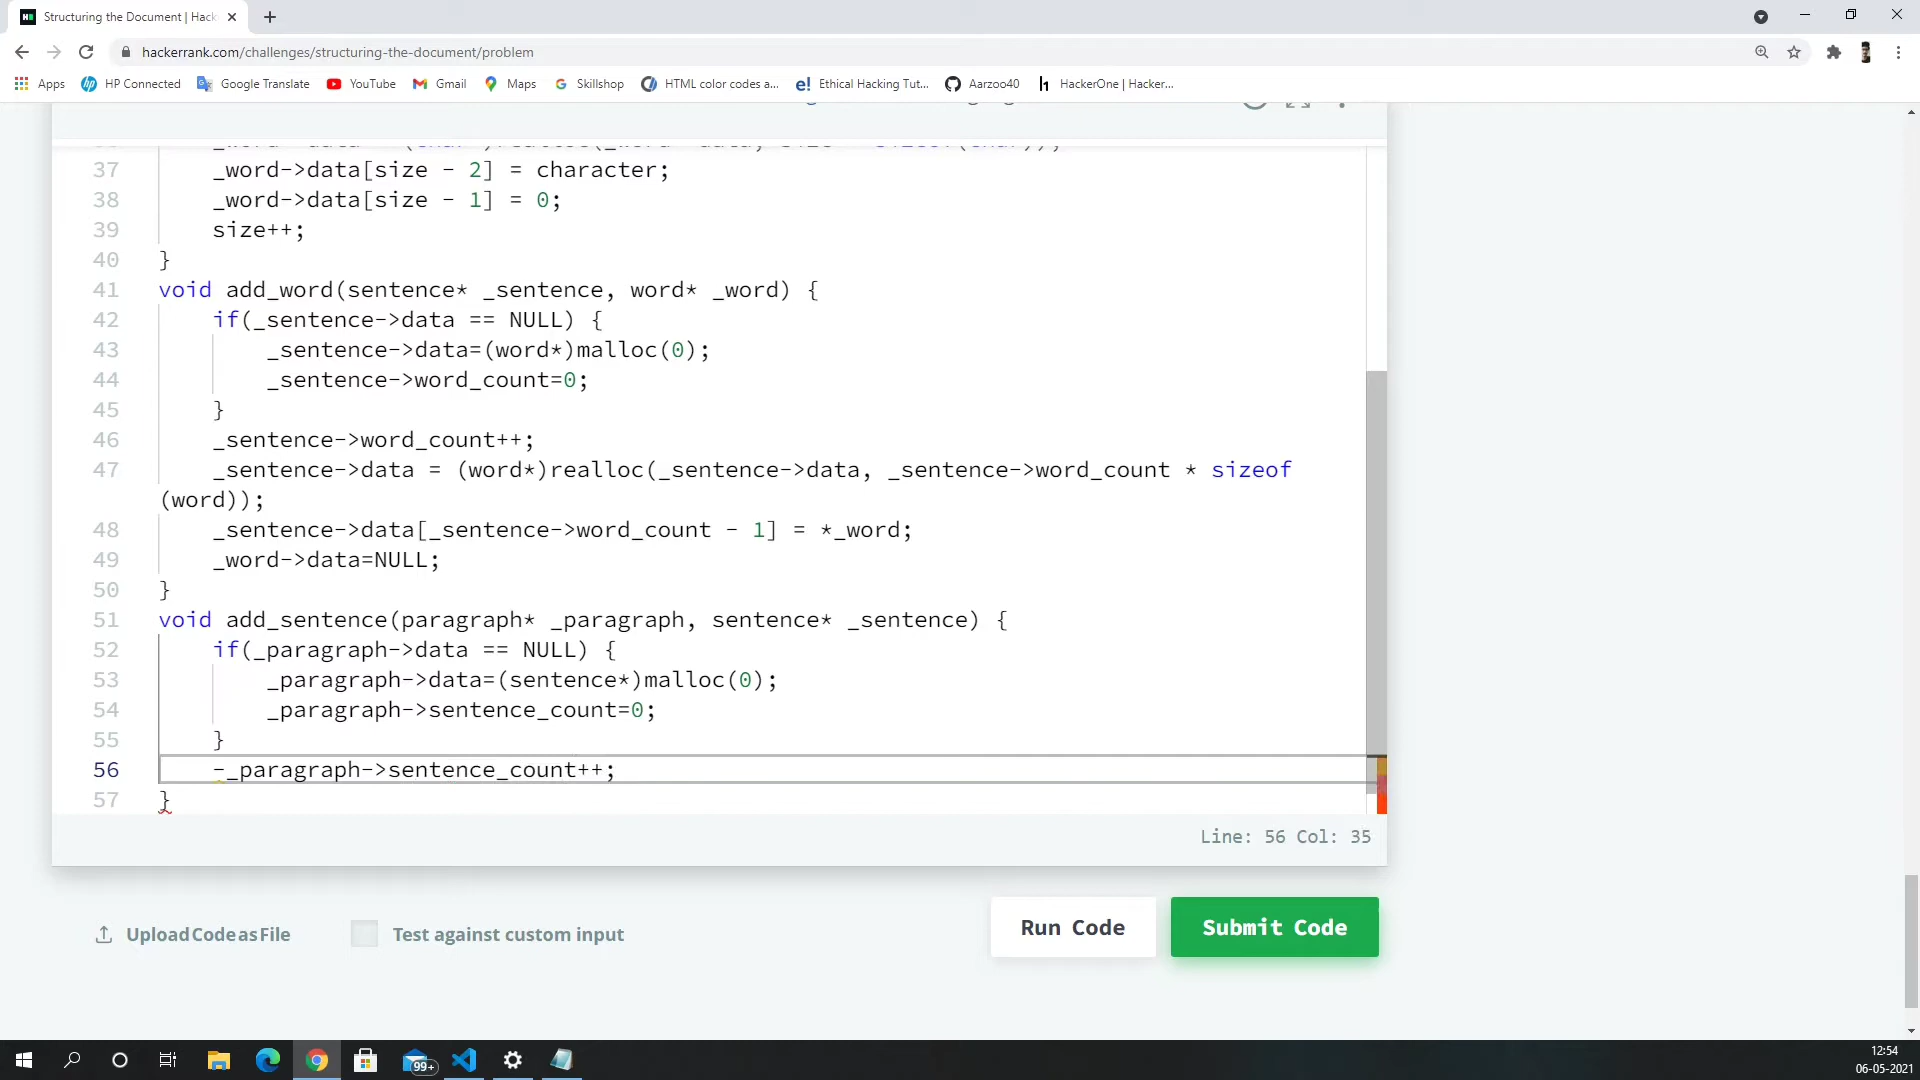 Structuring the Document | Hack
hackerrank.com/challenges/structuring-the-document/problem
Apps HP Connected Google Translate YouTube Gmail Maps Skillshop HTML color codes a... Ethical Hacking Tut... Aarzoo40 HackerOne | Hacker...
37 _word->data[size - 2] = character;
38 _word->data[size - 1] = 0;
39 size++;
40 }
41 void add_word(sentence* _sentence, word* _word) {
42 if(_sentence->data == NULL) {
43 _sentence->data=(word*)malloc(0);
44 _sentence->word_count=0;
45 }
46 _sentence->word_count++;
47 _sentence->data = (word*)realloc(_sentence->data, _sentence->word_count * sizeof
(word));
48 _sentence->data[_sentence->word_count - 1] = *_word;
49 _word->data=NULL;
50 }
51 void add_sentence(paragraph* _paragraph, sentence* _sentence) {
52 if(_paragraph->data == NULL) {
53 _paragraph->data=(sentence*)malloc(0);
54 _paragraph->sentence_count=0;
55 }
56 -_paragraph->sentence_count++;
57 }
Line: 56 Col: 35
Upload Code as File Test against custom input Run Code Submit Code
99+
12:54
06-05-2021